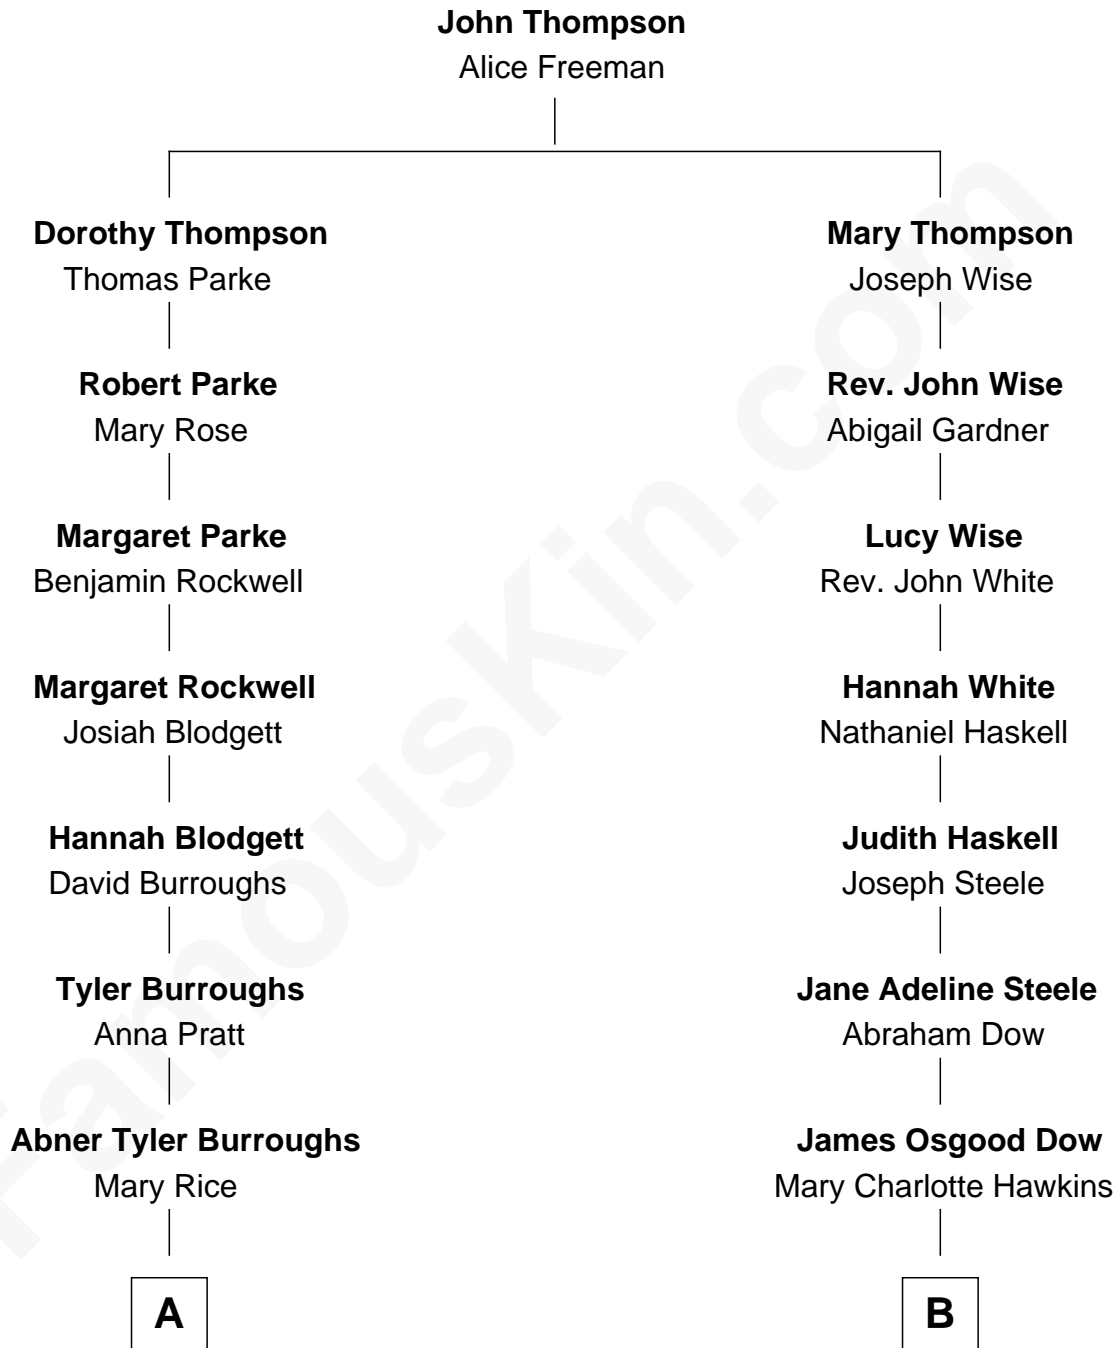 John Thompson
Alice Freeman
Dorothy Thompson
Thomas Parke
Mary Thompson
Joseph Wise
Robert Parke
Mary Rose
Rev. John Wise
Abigail Gardner
Margaret Parke
Benjamin Rockwell
Lucy Wise
Rev. John White
Margaret Rockwell
Josiah Blodgett
Hannah White
Nathaniel Haskell
Hannah Blodgett
David Burroughs
Judith Haskell
Joseph Steele
Tyler Burroughs
Anna Pratt
Jane Adeline Steele
Abraham Dow
Abner Tyler Burroughs
Mary Rice
James Osgood Dow
Mary Charlotte Hawkins
A
B
FamousKin.com